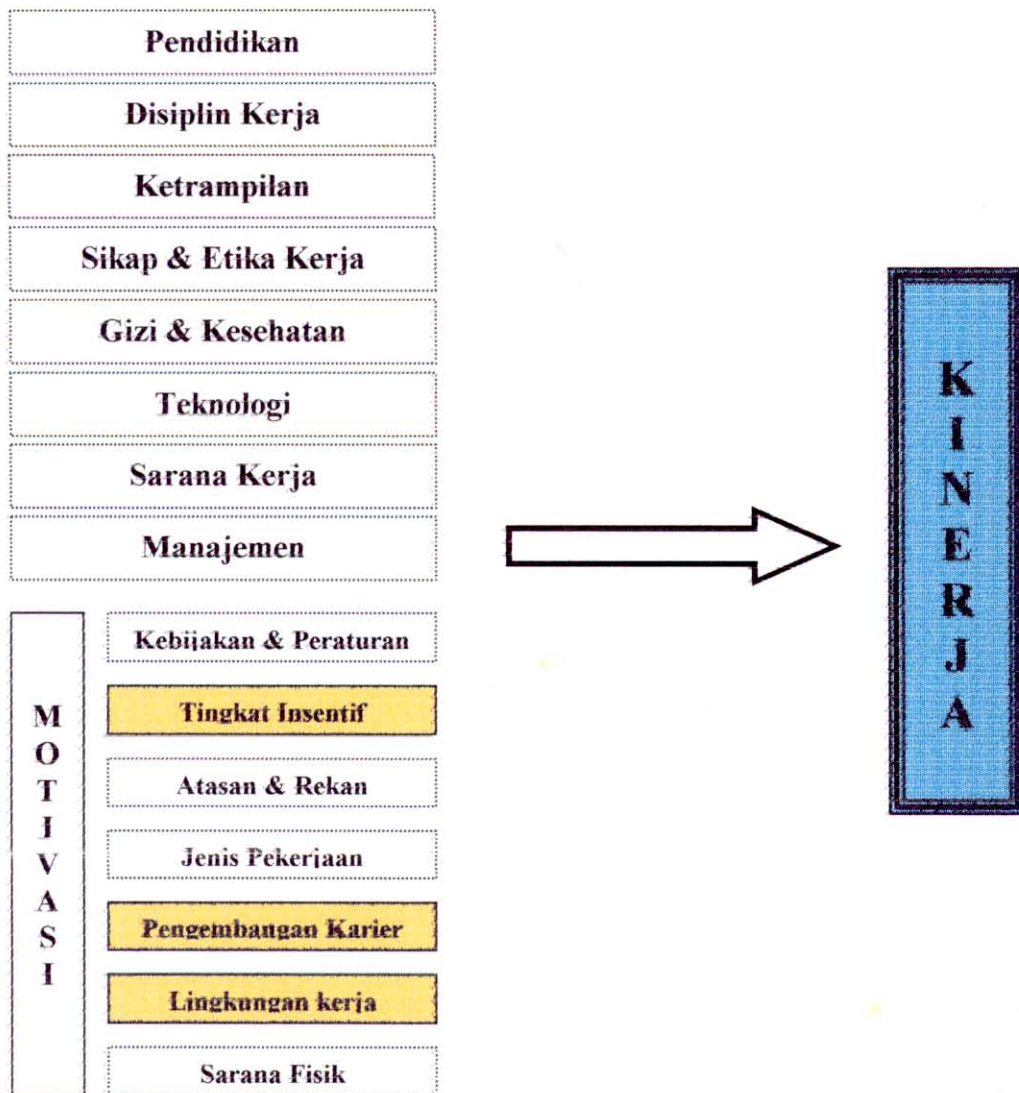 Pendidikan
Disiplin Kerja
Ketrampilan
Sikap & Etika Kerja
Gizi & Kesehatan
Teknologi
Sarana Kerja
Manajemen
MOTIVASI
Kebijakan & Peraturan
Tingkat Insentif
Atasan & Rekan
Jenis Pekerjaan
Pengembangan Karier
Lingkungan kerja
Sarana Fisik
KINERJA